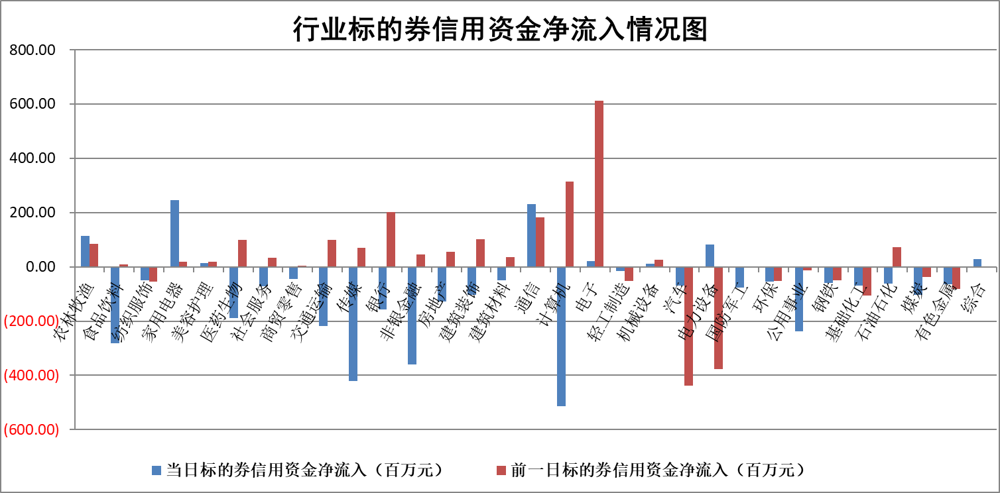 行业标的券信用资金净流入情况图
800.00
600.00
400.00
200.00
0.00
(200.00)
(400.00)
(600.00)
农林牧渔
食品饮料
纺织服饰
家用电器
美容护理
医药生物
社会服务
商贸零售
交通运输
传媒
银行
非银金融
房地产
建筑装饰
建筑材料
通信
计算机
电子
轻工制造
机械设备
汽车
电力设备
国防军工
环保
公用事业
钢铁
基础化工
石油石化
煤炭
有色金属
综合
当日标的券信用资金净流入（百万元）
前一日标的券信用资金净流入（百万元）